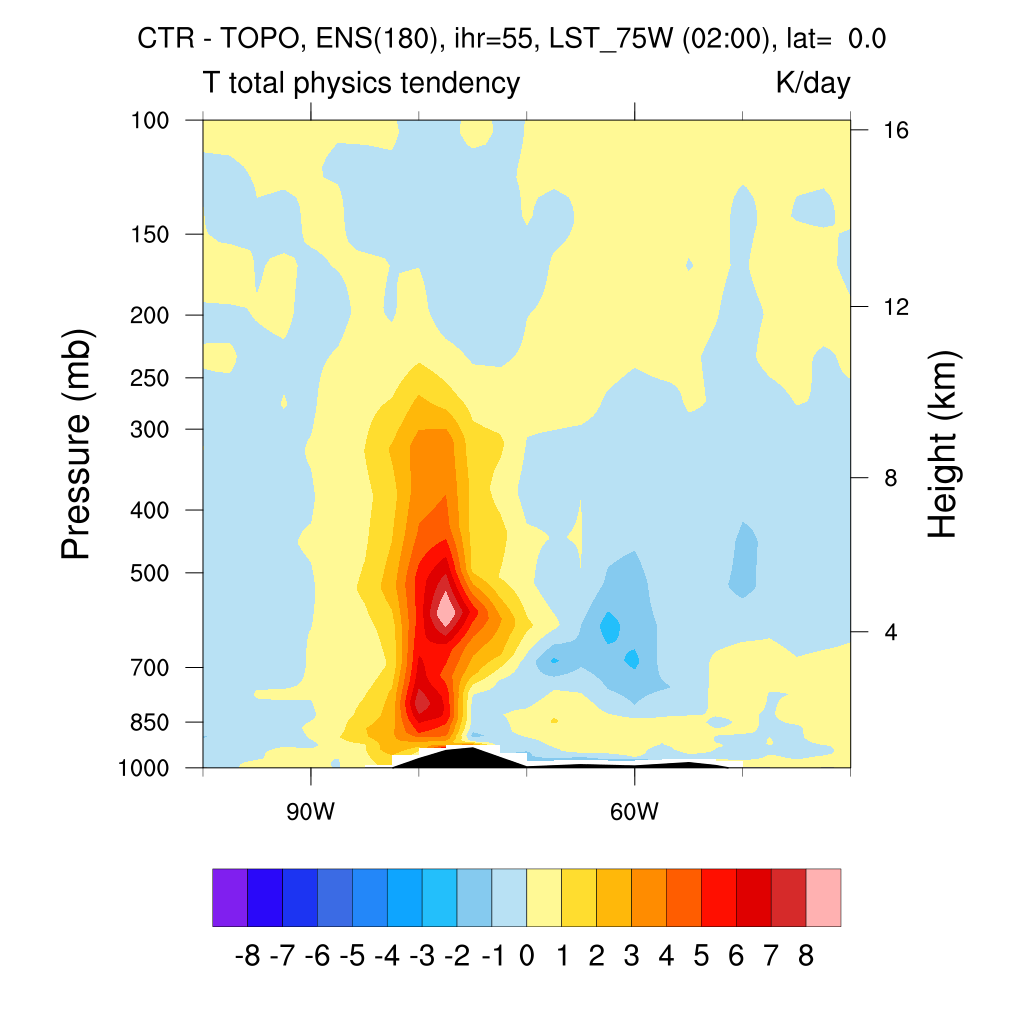 CTR - TOPO, ENS(180), ihr=55, LST_75W (02:00), lat=  0.0
T total physics tendency K/day
100
150
200
250
300
400
500
700
850
1000
Pressure (mb)
16
12
8
4
Height (km)
90W 60W
-8 -7 -6 -5 -4 -3 -2 -1 0 1 2 3 4 5 6 7 8